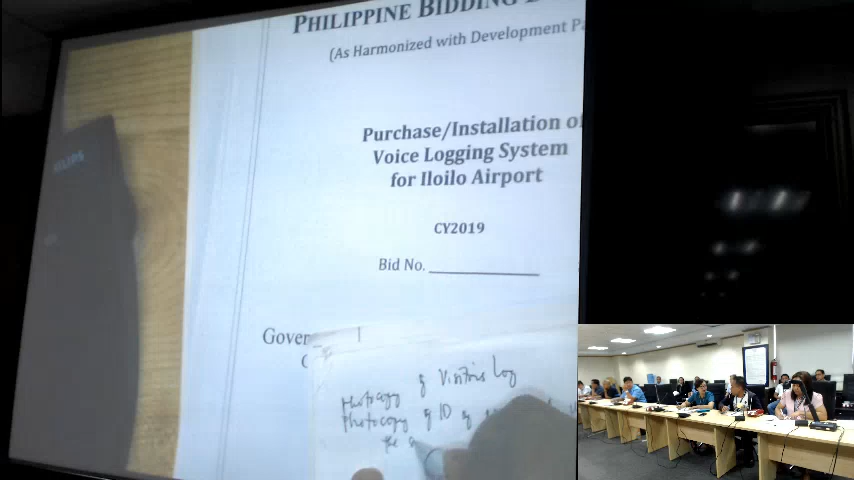 PHILIPPINE BIDDING
(As Harmonized with Development
Purchase/Installation of
Voice Logging System
for Iloilo Airport
CY2019
Bid No.
Photocopy of Visitors Log
Photocopy of ID of
the